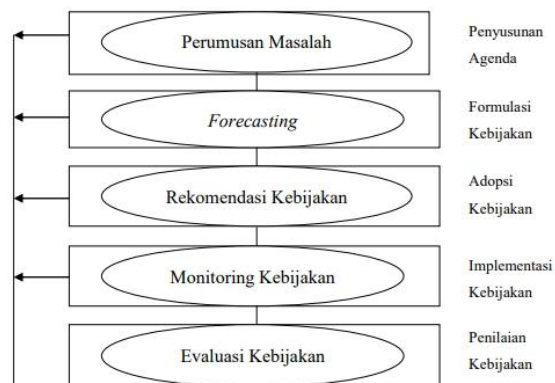 Perumusan Masalah
Penyusunan
Agenda
Forecasting
Formulasi
Kebijakan
Rekomendasi Kebijakan
Adopsi
Kebijakan
Monitoring Kebijakan
Implementasi
Kebijakan
Evaluasi Kebijakan
Penilaian
Kebijakan